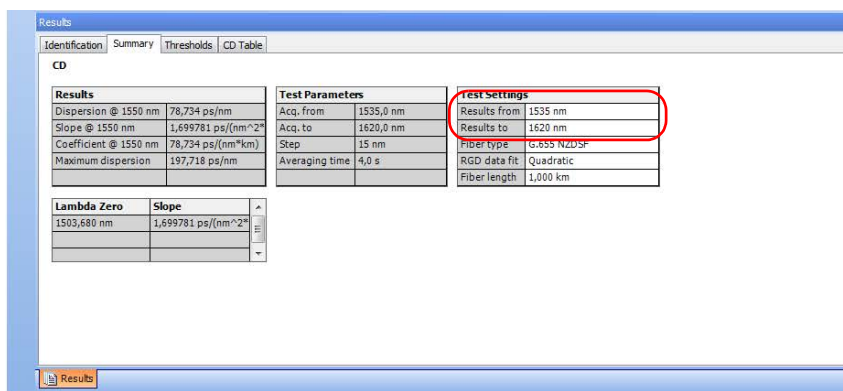 Results
Identification Summary Thresholds CD Table
CD
Results
Dispersion @ 1550 nm 78,734 ps/nm
Slope @ 1550 nm 1,699781 ps/(nm^2*
Coefficient @ 1550 nm 78,734 ps/(nm*km)
Maximum dispersion 197,718 ps/nm
Test Parameters
Acq. from 1535,0 nm
Acq. to 1620,0 nm
Step 15 nm
Averaging time 4,0 s
Test Settings
Results from 1535 nm
Results to 1620 nm
Fiber type G.655 NZDSF
RGD data fit Quadratic
Fiber length 1,000 km
Lambda Zero Slope
1503,680 nm 1,699781 ps/(nm^2*
Results